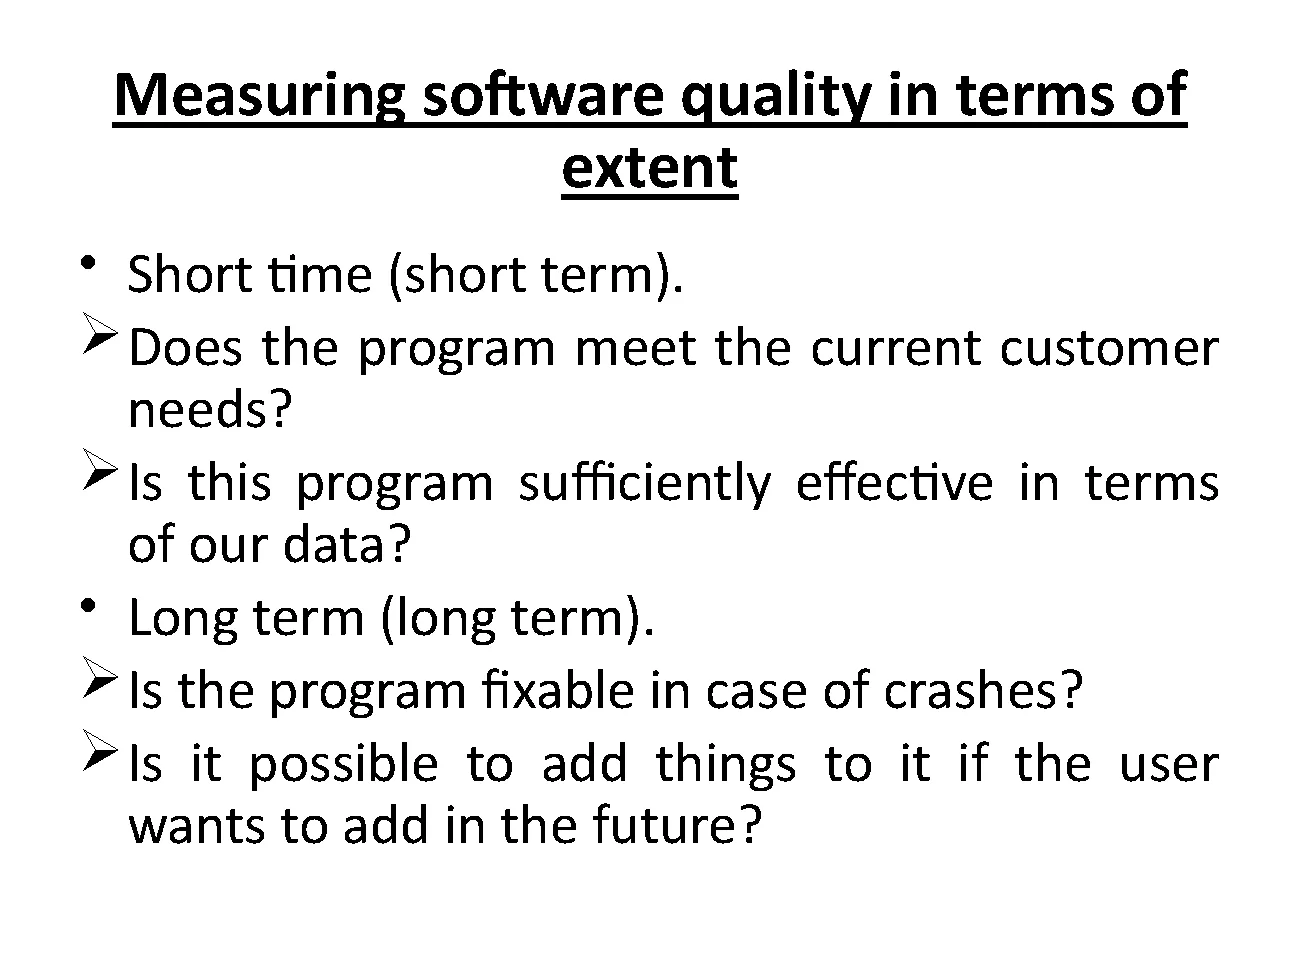 Measuring software quality in terms of
extent
• Short time (short term).
➢ Does the program meet the current customer
needs?
➢ Is this program sufficiently effective in terms
of our data?
• Long term (long term).
➢ Is the program fixable in case of crashes?
➢ Is it possible to add things to it if the user
wants to add in the future?